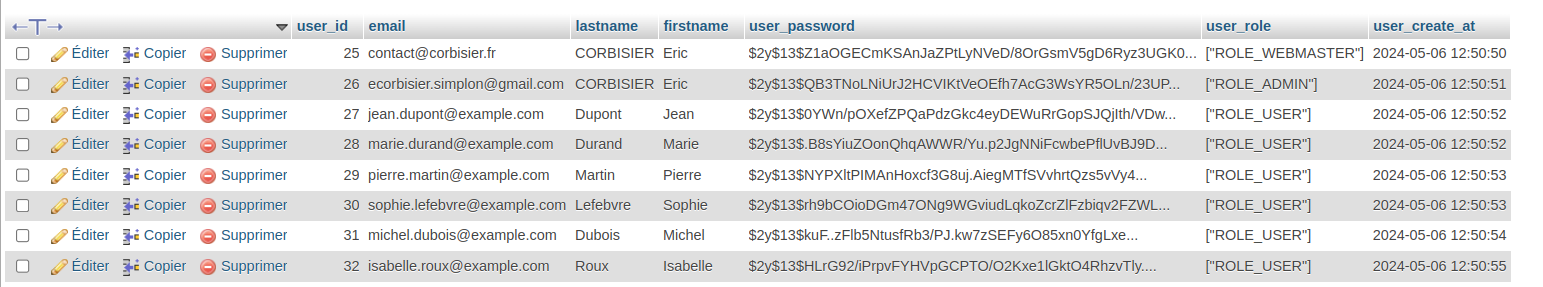 user_id email lastname firstname user_password user_role user_create_at
Éditer Copier Supprimer 25 contact@corbisier.fr CORBISIER Eric $2y$13$Z1aOGECmKSAnJaZPtLyNVeD/8OrGsmV5gD6Ryz3UGK0... ["ROLE_WEBMASTER"] 2024-05-06 12:50:50
Éditer Copier Supprimer 26 ecorbisier.simplon@gmail.com CORBISIER Eric $2y$13$QB3TNoLNiUrJ2HCVIKtVeOEfh7AcG3WsYR5OLn/23UP... ["ROLE_ADMIN"] 2024-05-06 12:50:51
Éditer Copier Supprimer 27 jean.dupont@example.com Dupont Jean $2y$13$0YWn/pOXefZPQaPdzGkc4eyDEWuRrGopSJQjIth/VDw... ["ROLE_USER"] 2024-05-06 12:50:52
Éditer Copier Supprimer 28 marie.durand@example.com Durand Marie $2y$13$.B8sYiuZOonQhqAWWR/Yu.p2JgNNiFcwbePflUvBJ9D... ["ROLE_USER"] 2024-05-06 12:50:52
Éditer Copier Supprimer 29 pierre.martin@example.com Martin Pierre $2y$13$NYPXltPIMAnHoxcf3G8uj.AiegMTfSVvhrtQzs5vVy4... ["ROLE_USER"] 2024-05-06 12:50:53
Éditer Copier Supprimer 30 sophie.lefebvre@example.com Lefebvre Sophie $2y$13$rh9bCOioDGm47ONg9WGviudLqkoZcrZlFzbiqv2FZWL... ["ROLE_USER"] 2024-05-06 12:50:53
Éditer Copier Supprimer 31 michel.dubois@example.com Dubois Michel $2y$13$kuF..zFlb5NtusfRb3/PJ.kw7zSEFy6O85xn0YfgLxe... ["ROLE_USER"] 2024-05-06 12:50:54
Éditer Copier Supprimer 32 isabelle.roux@example.com Roux Isabelle $2y$13$HLrG92/iPrpvFYHVpGCPTO/O2Kxe1lGktO4RhzvTly.... ["ROLE_USER"] 2024-05-06 12:50:55